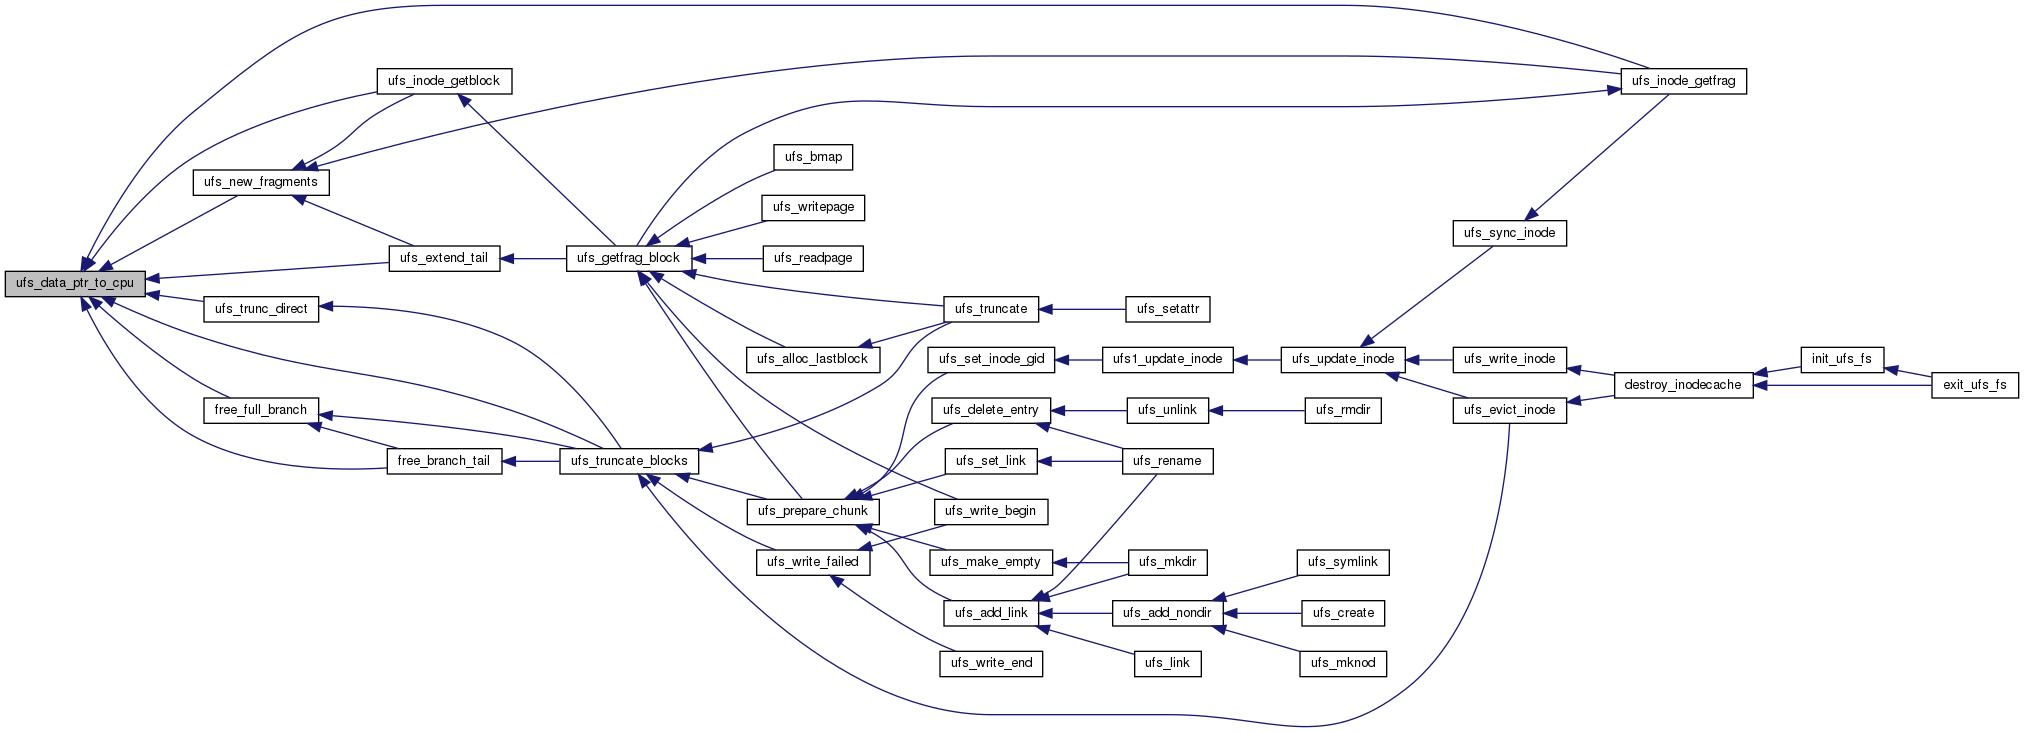 ufs_inode_getblock
ufs_inode_getfrag
ufs_bmap
ufs_new_fragments
ufs_writepage
ufs_sync_inode
ufs_extend_tail
ufs_getfrag_block
ufs_readpage
ufs_data_ptr_to_cpu
ufs_trunc_direct
ufs_truncate
ufs_setattr
ufs_alloc_lastblock
ufs_set_inode_gid
ufs1_update_inode
ufs_update_inode
ufs_write_inode
init_ufs_fs
destroy_inodecache
exit_ufs_fs
free_full_branch
ufs_delete_entry
ufs_unlink
ufs_rmdir
ufs_evict_inode
free_branch_tail
ufs_truncate_blocks
ufs_set_link
ufs_rename
ufs_prepare_chunk
ufs_write_begin
ufs_write_failed
ufs_make_empty
ufs_mkdir
ufs_symlink
ufs_add_link
ufs_add_nondir
ufs_create
ufs_write_end
ufs_link
ufs_mknod